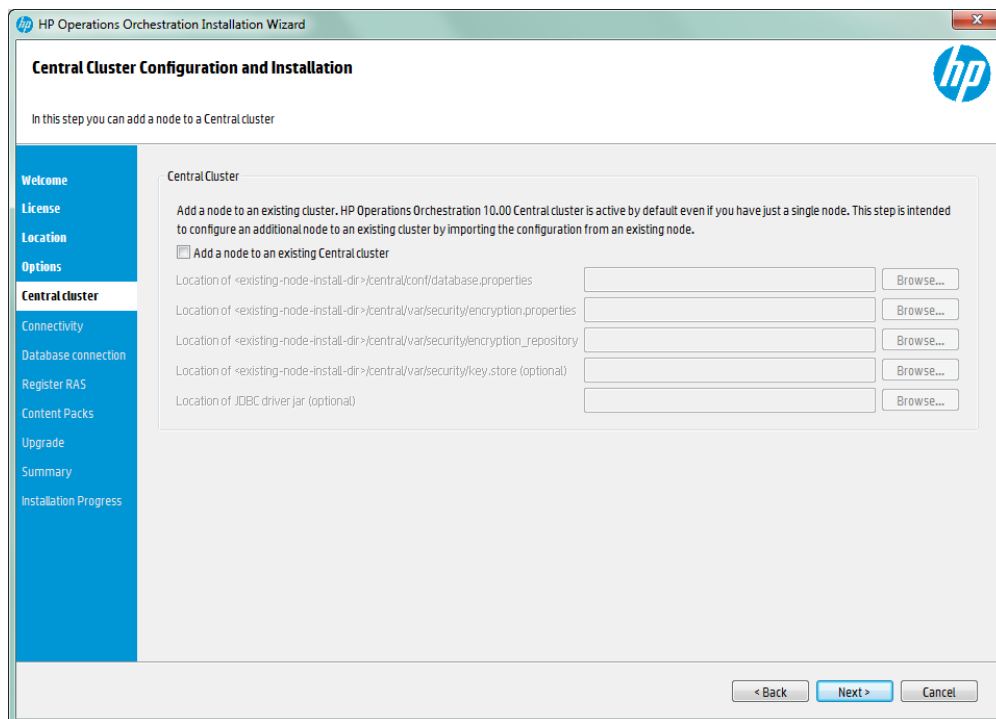 HP Operations Orchestration Installation Wizard
Central Cluster Configuration and Installation
hp
In this step you can add a node to a Central cluster
Welcome
License
Location
Options
Central cluster
Connectivity
Database connection
Register RAS
Content Packs
Upgrade
Summary
Installation Progress
Central Cluster
Add a node to an existing cluster. HP Operations Orchestration 10.00 Central cluster is active by default even if you have just a single node. This step is intended
to configure an additional node to an existing cluster by importing the configuration from an existing node.
Add a node to an existing Central cluster
Location of <existing-node-install-dir>/central/conf/database.properties
Browse...
Location of <existing-node-install-dir>/central/var/security/encryption.properties
Browse...
Location of <existing-node-install-dir>/central/var/security/encryption_repository
Browse...
Location of <existing-node-install-dir>/central/var/security/key.store (optional)
Browse...
Location of JDBC driver jar (optional)
Browse...
< Back
Next >
Cancel